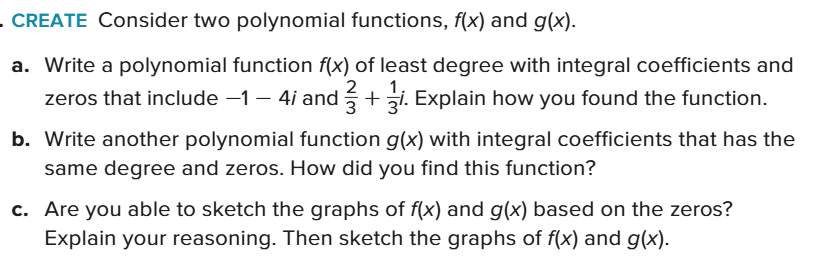 . CREATE Consider two polynomial functions, f(x) and g(x).
a. Write a polynomial function f(x) of least degree with integral coefficients and
zeros that include −1 − 4i and 2/3 + 1/3i. Explain how you found the function.
b. Write another polynomial function g(x) with integral coefficients that has the
same degree and zeros. How did you find this function?
c. Are you able to sketch the graphs of f(x) and g(x) based on the zeros?
Explain your reasoning. Then sketch the graphs of f(x) and g(x).